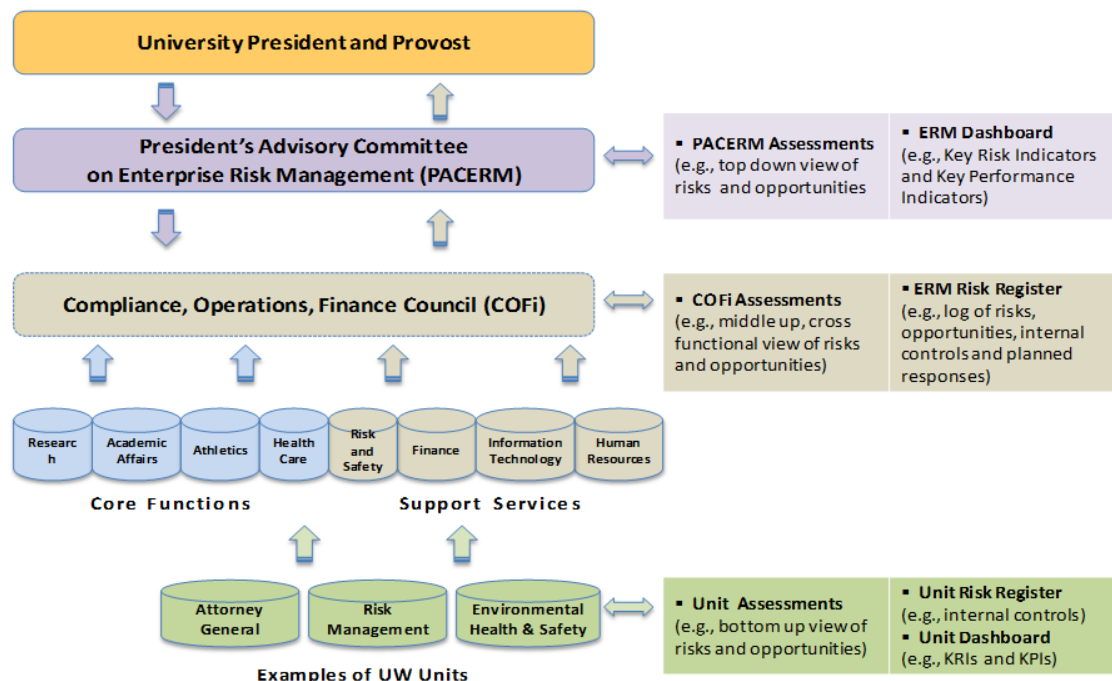 University President and Provost
President's Advisory Committee
on Enterprise Risk Management (PACERM)
▪ PACERM Assessments
(e.g., top down view of
risks and opportunities
▪ ERM Dashboard
(e.g., Key Risk Indicators
and Key Performance
Indicators)
Compliance, Operations, Finance Council (COFi)
▪ COFi Assessments
(e.g., middle up, cross
functional view of risks
and opportunities)
▪ ERM Risk Register
(e.g., log of risks,
opportunities, internal
controls and planned
responses)
Researc
h
Academic
Affairs
Athletics
Health
Care
Risk
and
Safety
Finance
Information
Technology
Human
Resources
Core Functions
Support Services
Attorney
General
Risk
Management
Environmental
Health & Safety
▪ Unit Assessments
(e.g., bottom up view of
risks and opportunities)
▪ Unit Risk Register
(e.g., internal controls)
▪ Unit Dashboard
(e.g., KRIs and KPIs)
Examples of UW Units